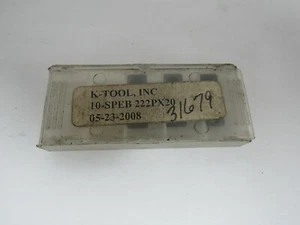 K-TOOL, INC
10-SPEB 222PX20
05-23-2008
31679